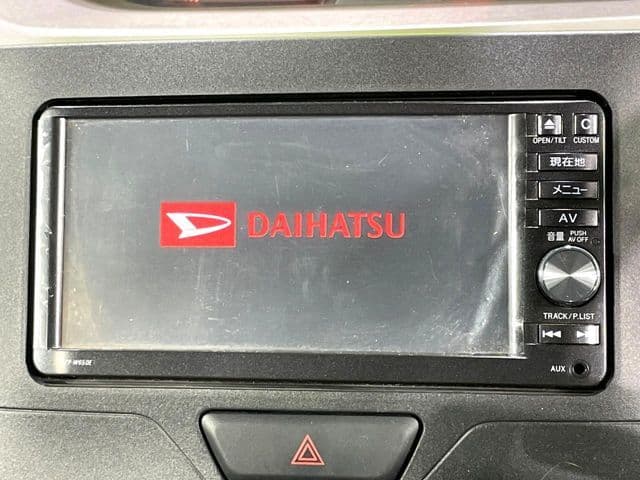 OPEN/TILT
C
CUSTOM
現在地
メニュー
AV
音量
PUSH
AV OFF
DAIHATSU
TRACK/P.LIST
AUX